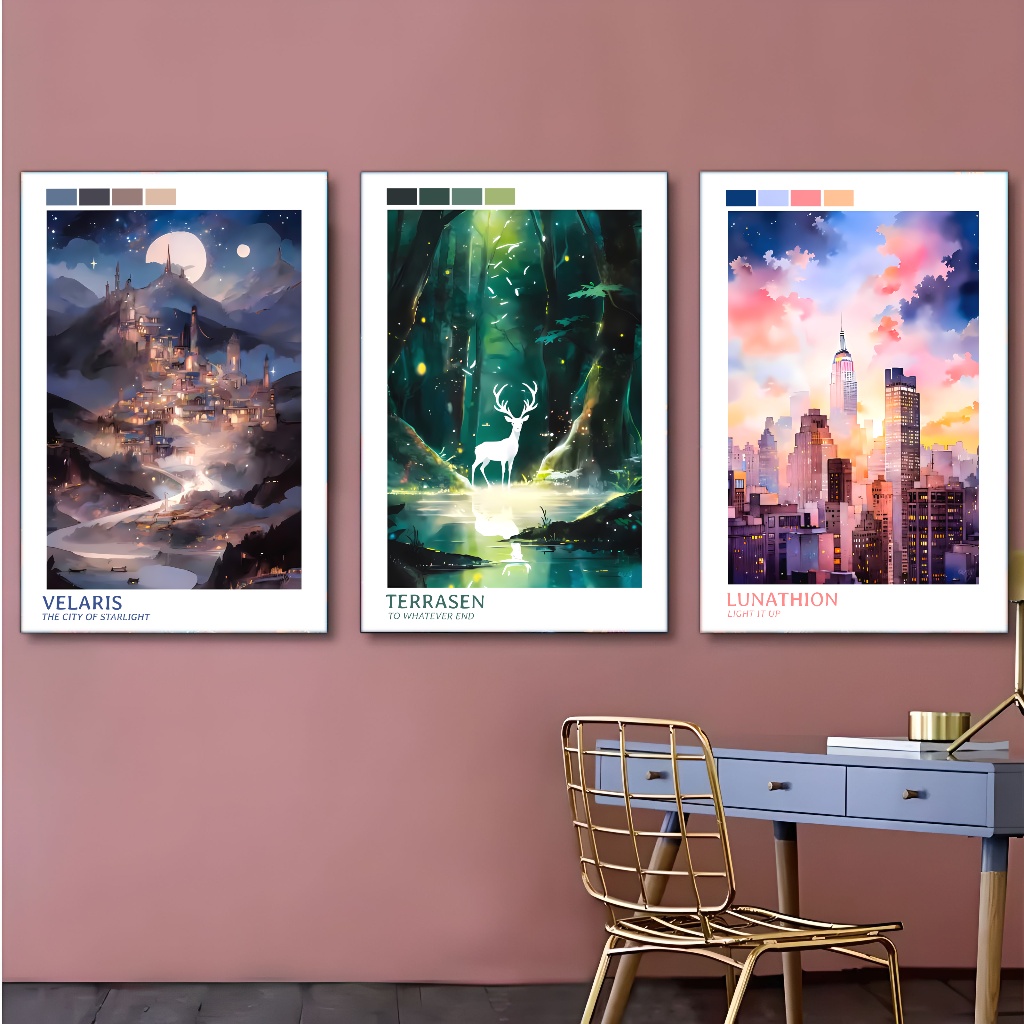 VELARIS
THE CITY OF STARLIGHT
TERRASEN
TO WHATEVER END
LUNATHION
LIGHT IT UP